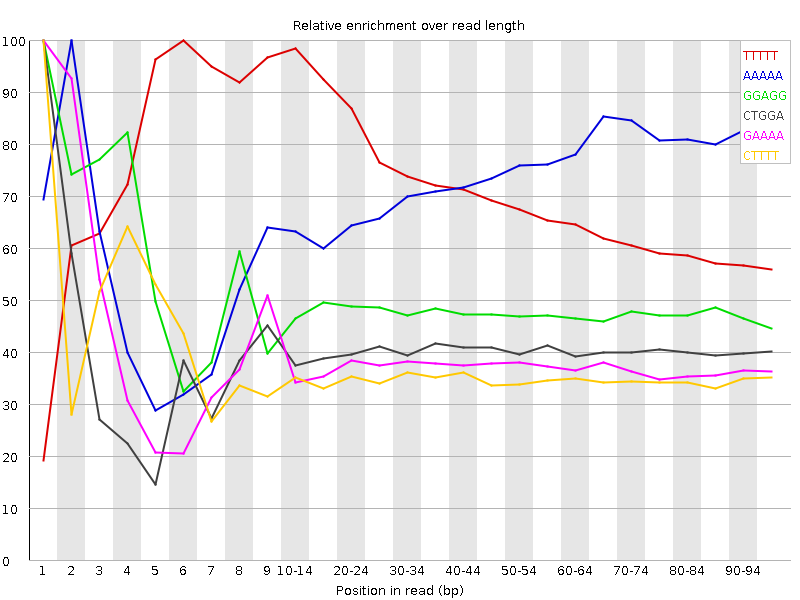 Relative enrichment over read length
100
90
80
70
60
50
40
30
20
10
0
TTTTT
AAAAA
GGAGG
CTGGA
GAAAA
CTTTT
1 2 3 4 5 6 7 8 9 10-14 20-24 30-34 40-44 50-54 60-64 70-74 80-84 90-94
Position in read (bp)